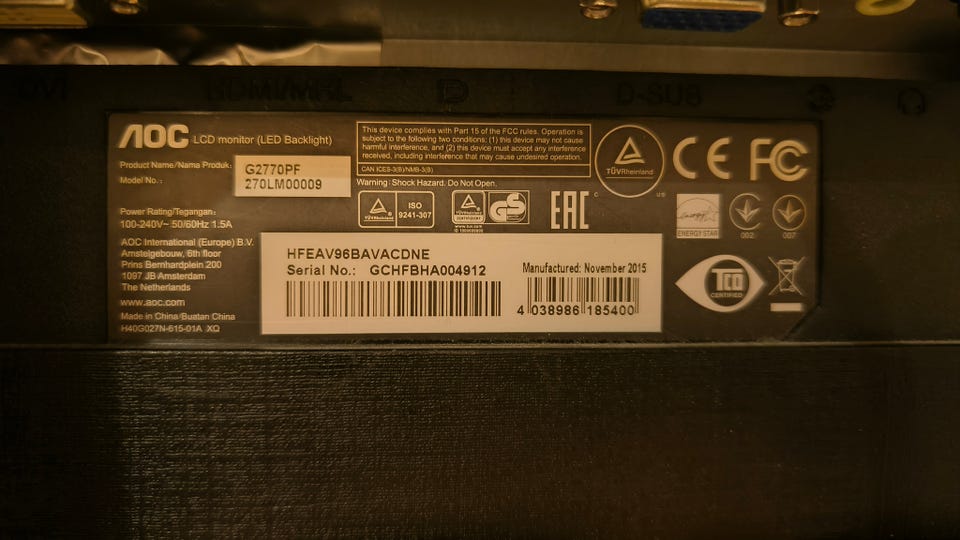 DVI HDMI/MHL D-SUB
AOC LCD monitor (LED Backlight)
Product Name/Nama Produk: G2770PF
Model No.: 270LM00009
Power Rating/Tegangan:
100-240V~ 50/60Hz 1.5A
AOC International (Europe) B.V.
Amstelgebouw, 6th floor
Prins Bernhardplein 200
1097 JB Amsterdam
The Netherlands
www.aoc.com
Made in China/Buatan China
H40G027N-615-01A XQ
This device complies with Part 15 of the FCC rules. Operation is
subject to the following two conditions: (1) this device may not cause
harmful interference, and (2) this device must accept any interference
received, including interference that may cause undesired operation.
CAN ICES-3(B)/NMB-3(B)
Warning: Shock Hazard. Do Not Open.
ISO
9241-307
GS
EAC
TÜVRheinland
C US
CE FC
ENERGY STAR
002 007
TCO
CERTIFIED
HFEAV96BAVACDNE
Serial No.: GCHFBHA004912
Manufactured: November 2015
4 038986 185400